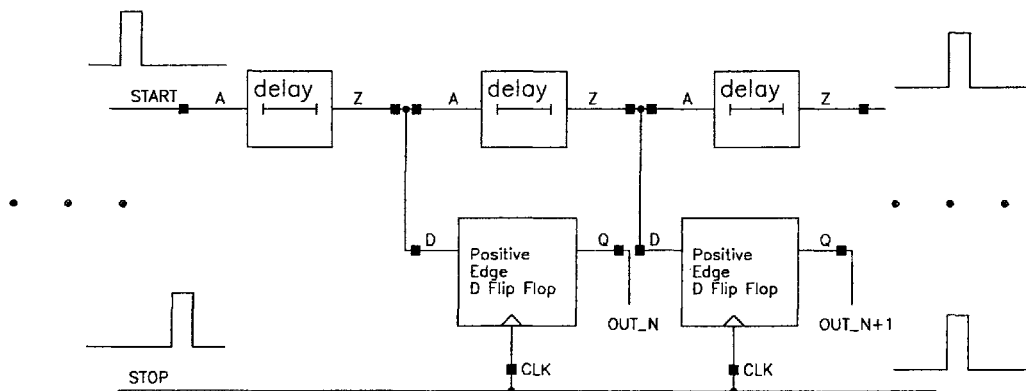 delay
delay
delay
START
A
Z
A
Z
A
Z
D
Q
D
Q
Positive
Edge
D Flip Flop
Positive
Edge
D Flip Flop
OUT_N
OUT_N+1
STOP
CLK
CLK